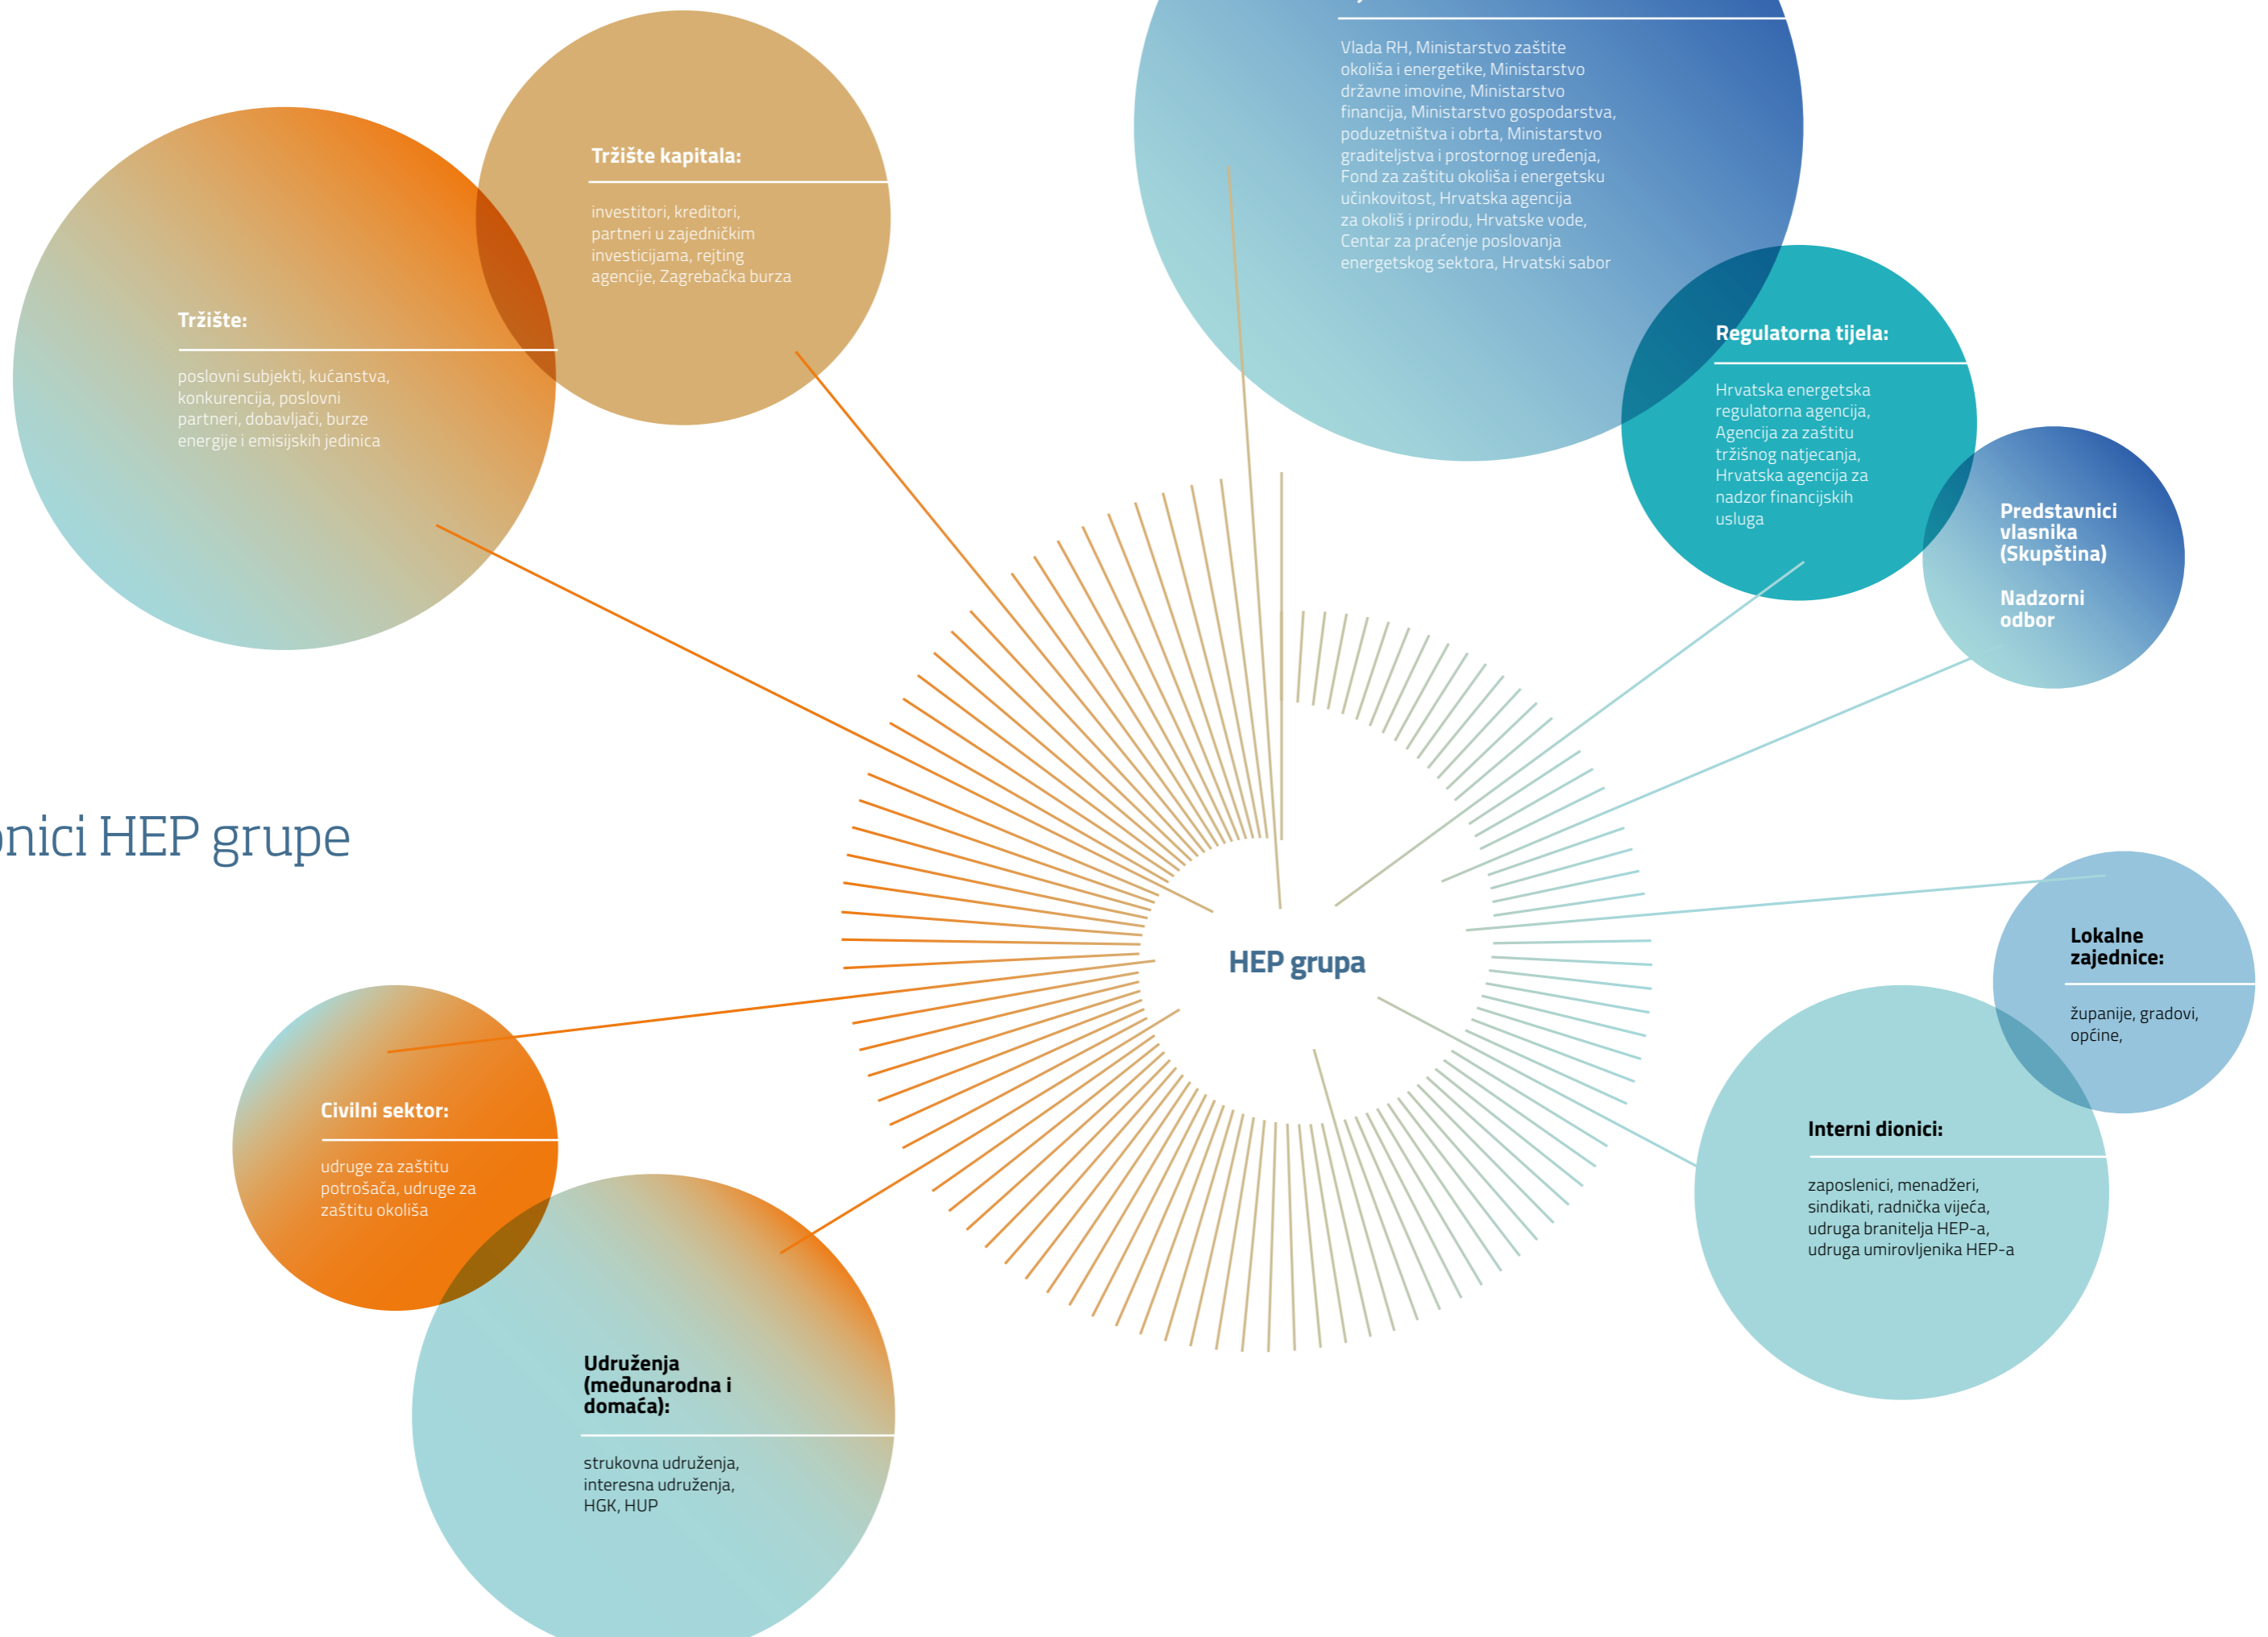 Vlada RH, Ministarstvo zaštite
okoliša i energetike, Ministarstvo
državne imovine, Ministarstvo
financija, Ministarstvo gospodarstva,
poduzetništva i obrta, Ministarstvo
graditeljstva i prostornog uređenja,
Fond za zaštitu okoliša i energetsku
učinkovitost, Hrvatska agencija
za okoliš i prirodu, Hrvatske vode,
Centar za praćenje poslovanja
energetskog sektora, Hrvatski sabor
Tržište kapitala:
investitori, kreditori,
partneri u zajedničkim
investicijama, rejting
agencije, Zagrebačka burza
Tržište:
poslovni subjekti, kućanstva,
konkurencija, poslovni
partneri, dobavljači, burze
energije i emisijskih jedinica
Regulatorna tijela:
Hrvatska energetska
regulatorna agencija,
Agencija za zaštitu
tržišnog natjecanja,
Hrvatska agencija za
nadzor financijskih
usluga
Predstavnici
vlasnika
(Skupština)
Nadzorni
odbor
onici HEP grupe
HEP grupa
Lokalne
zajednice:
županije, gradovi,
općine,
Civilni sektor:
udruge za zaštitu
potrošača, udruge za
zaštitu okoliša
Interni dionici:
zaposlenici, menadžeri,
sindikati, radnička vijeća,
udruga branitelja HEP-a,
udruga umirovljenika HEP-a
Udruženja
(međunarodna i
domaća):
strukovna udruženja,
interesna udruženja,
HGK, HUP